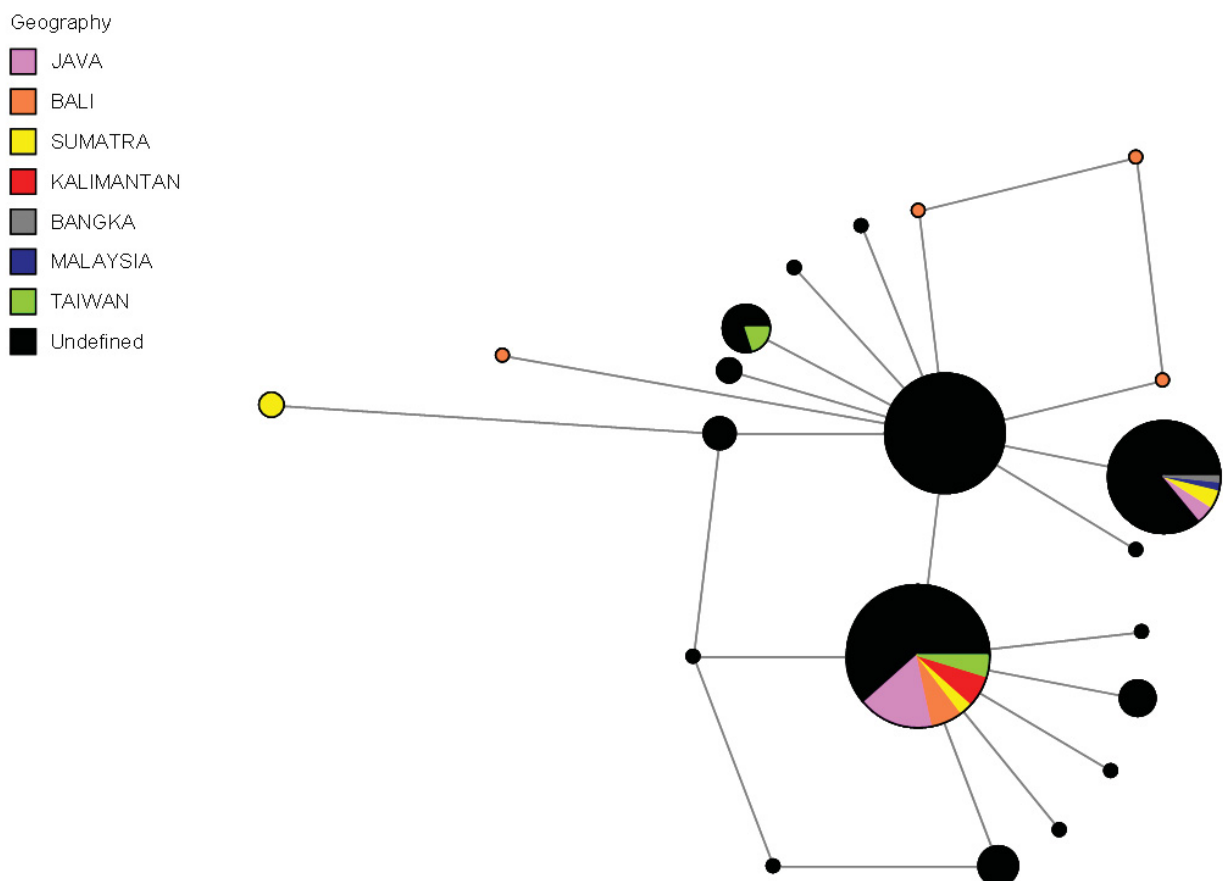 Geography
JAVA
BALI
SUMATRA
KALIMANTAN
BANGKA
MALAYSIA
TAIWAN
Undefined